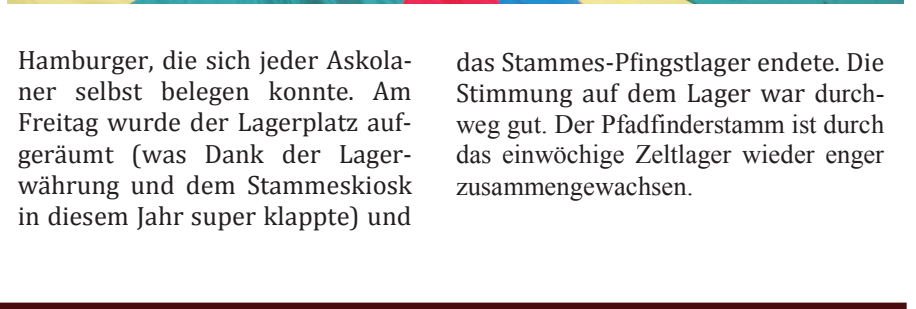 Hamburger, die sich jeder Askola-
ner selbst belegen konnte. Am
Freitag wurde der Lagerplatz auf-
geräumt (was Dank der Lager-
währung und dem Stammeskiosk
in diesem Jahr super klappte) und
das Stammes-Pfingstlager endete. Die
Stimmung auf dem Lager war durch-
weg gut. Der Pfadfinderstamm ist durch
das einwöchige Zeltlager wieder enger
zusammengewachsen.